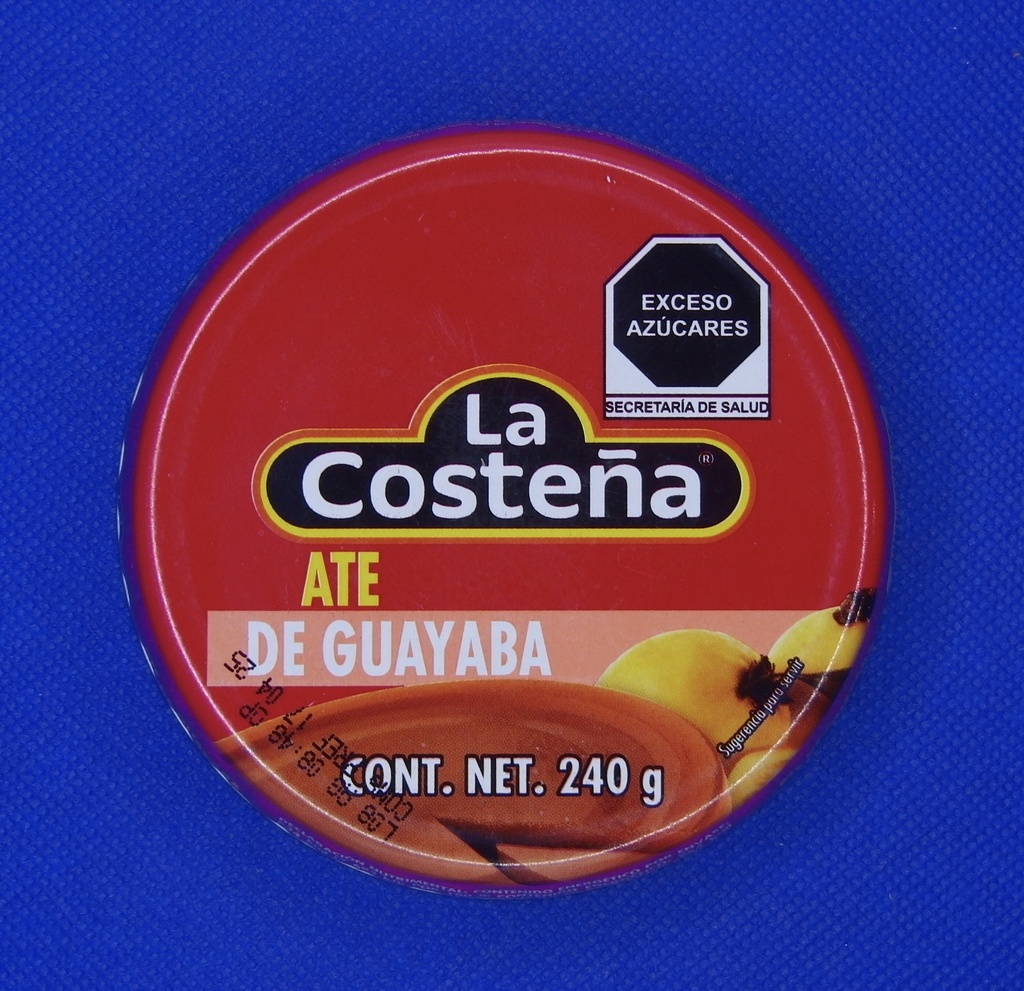 EXCESO
AZÚCARES
SECRETARÍA DE SALUD
La
Costeña®
ATE
DE GUAYABA
Sugerencia para servir
CONT. NET. 240 g